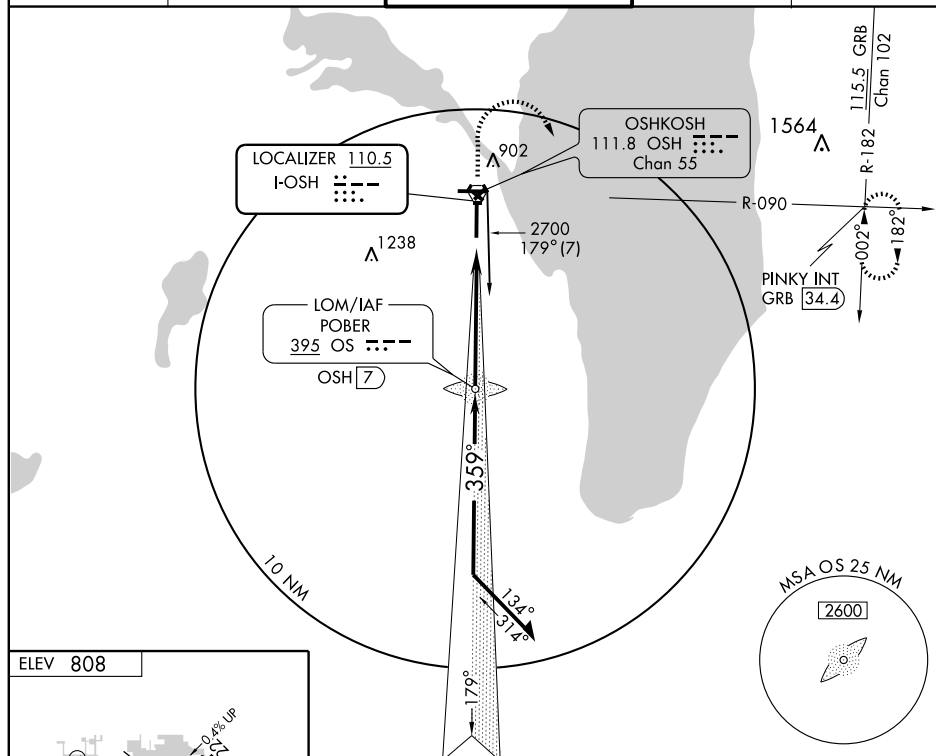 115.5 GRB
Chan 102
R-182
OSHKOSH
111.8 OSH
Chan 55
1564
902
LOCALIZER 110.5
I-OSH
R-090
2700
179° (7)
1238
002°
182°
PINKY INT
GRB 34.4
LOM/IAF
POBER
395 OS
OSH 7
359°
10 NM
134°
314°
179°
MSA OS 25 NM
2600
ELEV 808
0.4% UP